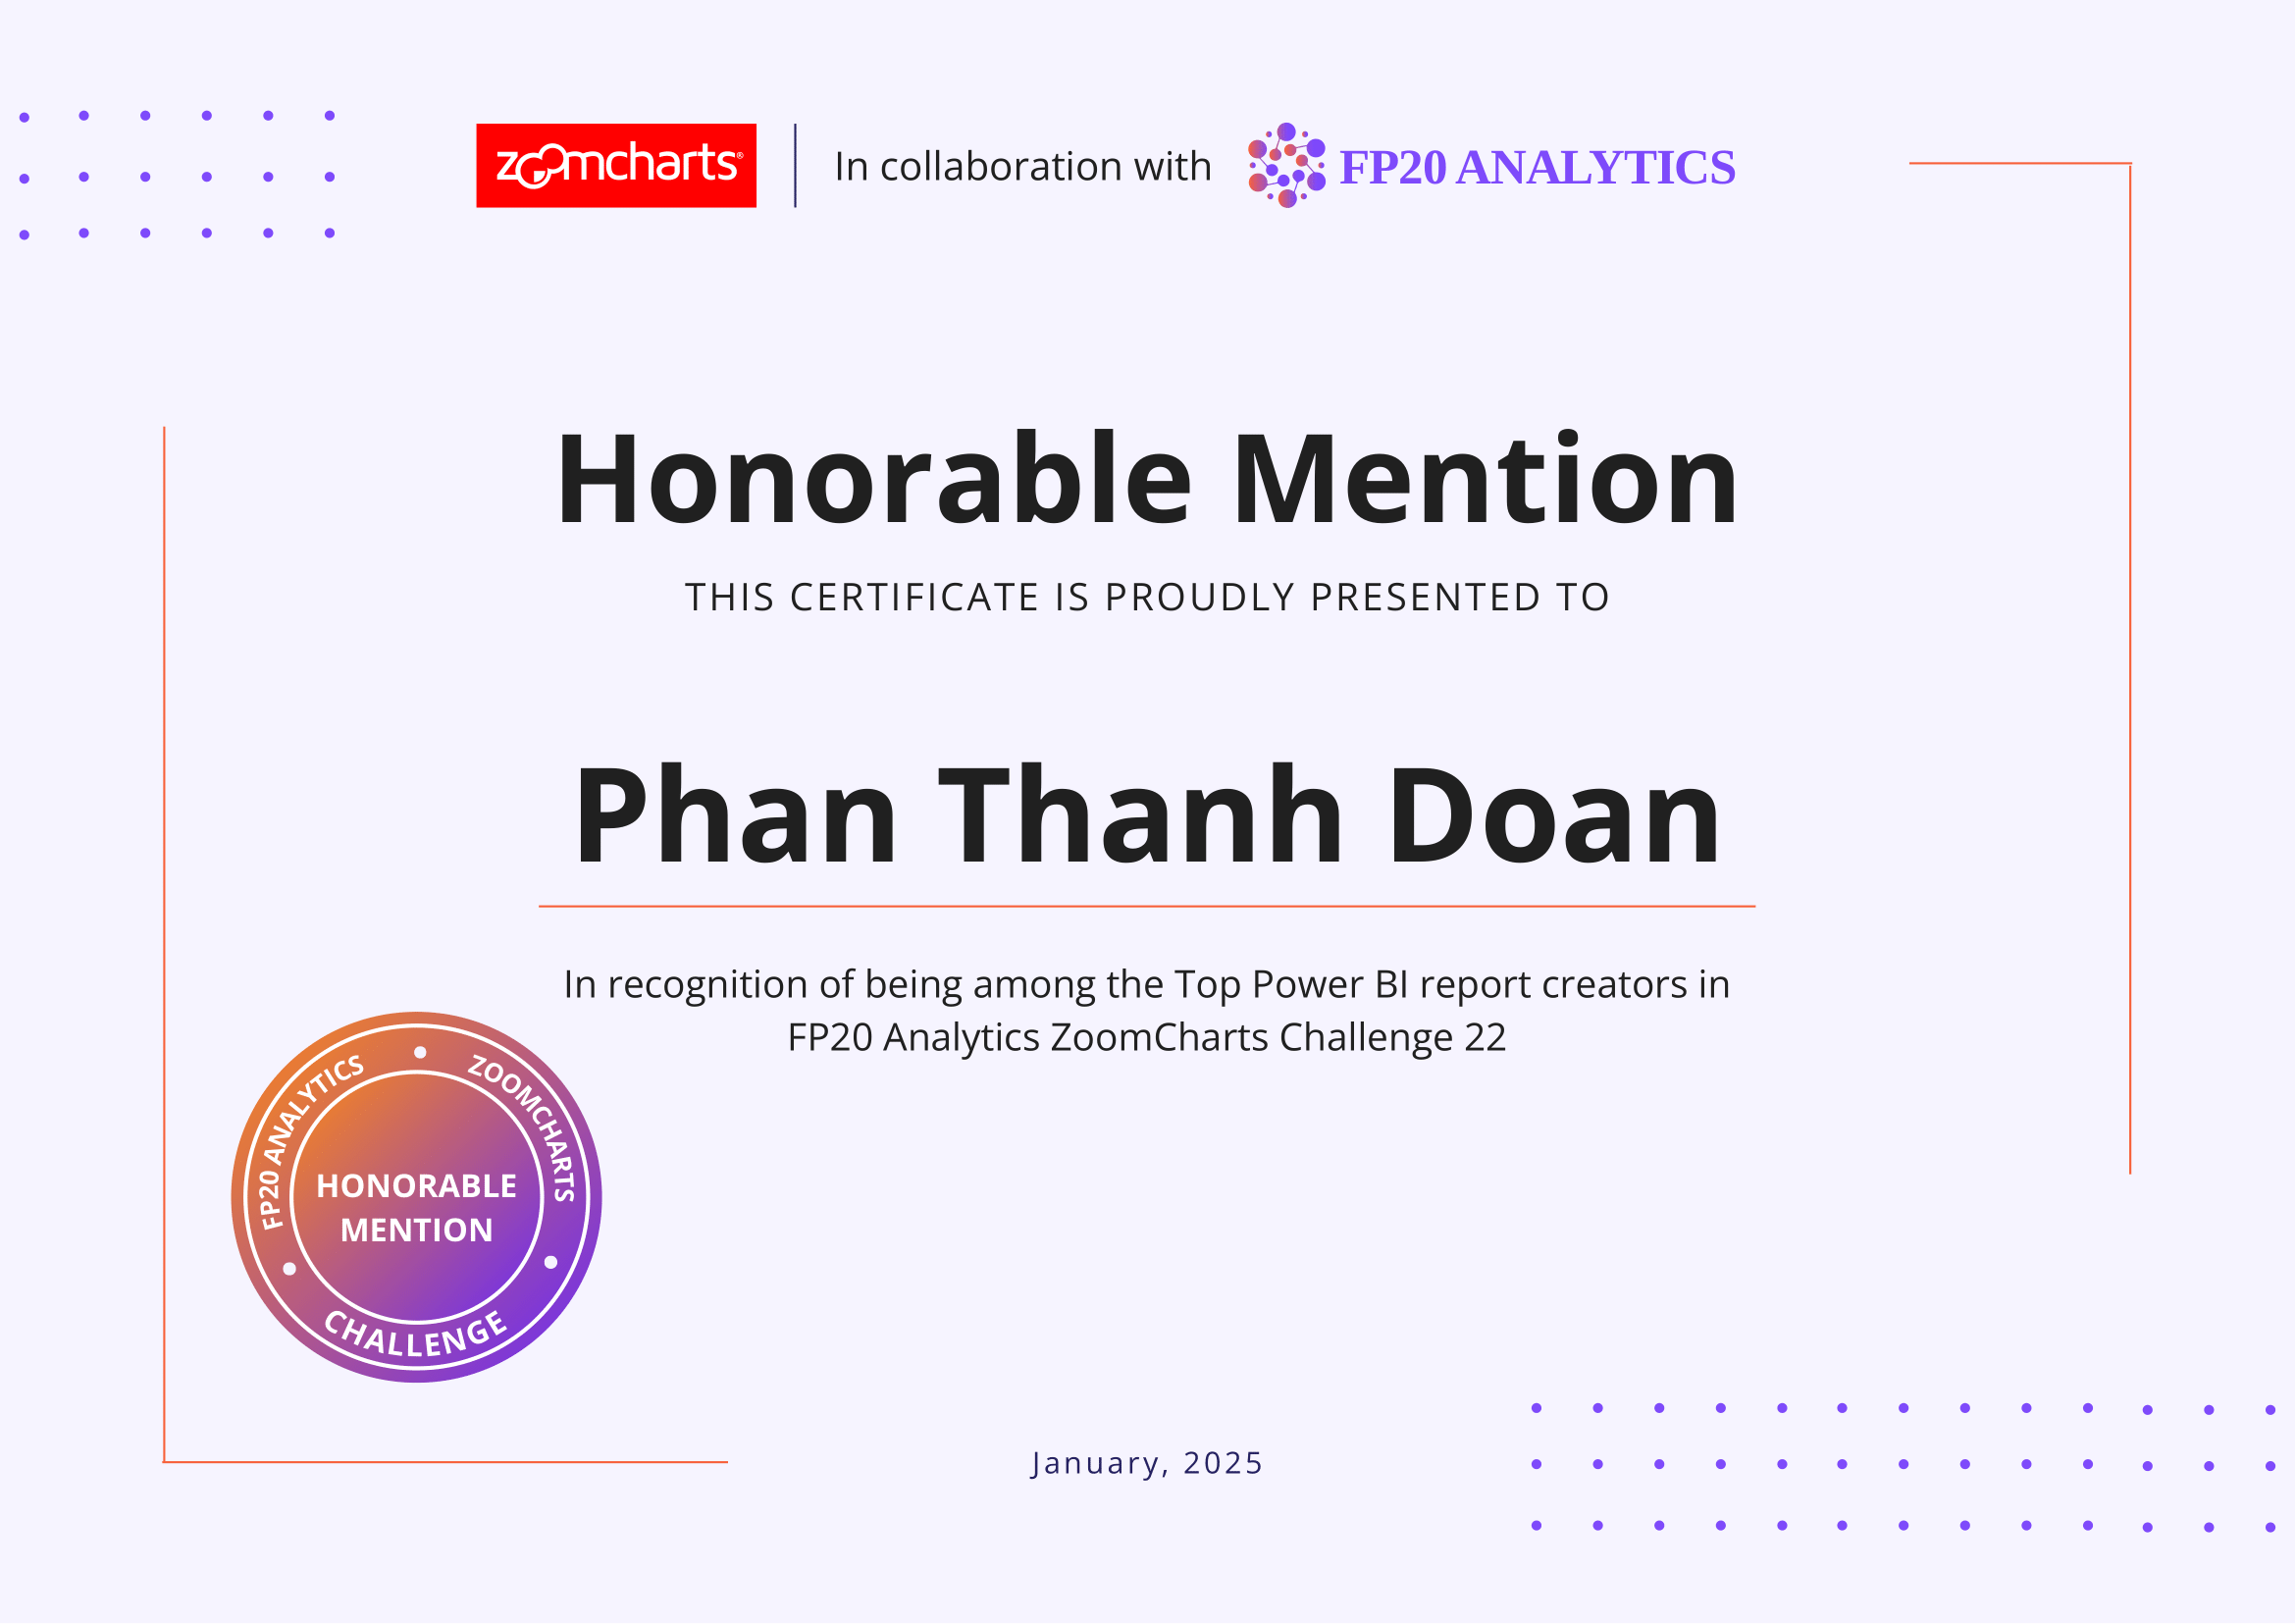 zoomcharts®
In collaboration with
FP20 ANALYTICS
Honorable Mention
THIS CERTIFICATE IS PROUDLY PRESENTED TO
Phan Thanh Doan
In recognition of being among the Top Power BI report creators in
FP20 Analytics ZoomCharts Challenge 22
FP20 ANALYTICS
ZOOMCHARTS
HONORABLE
MENTION
CHALLENGE
January, 2025